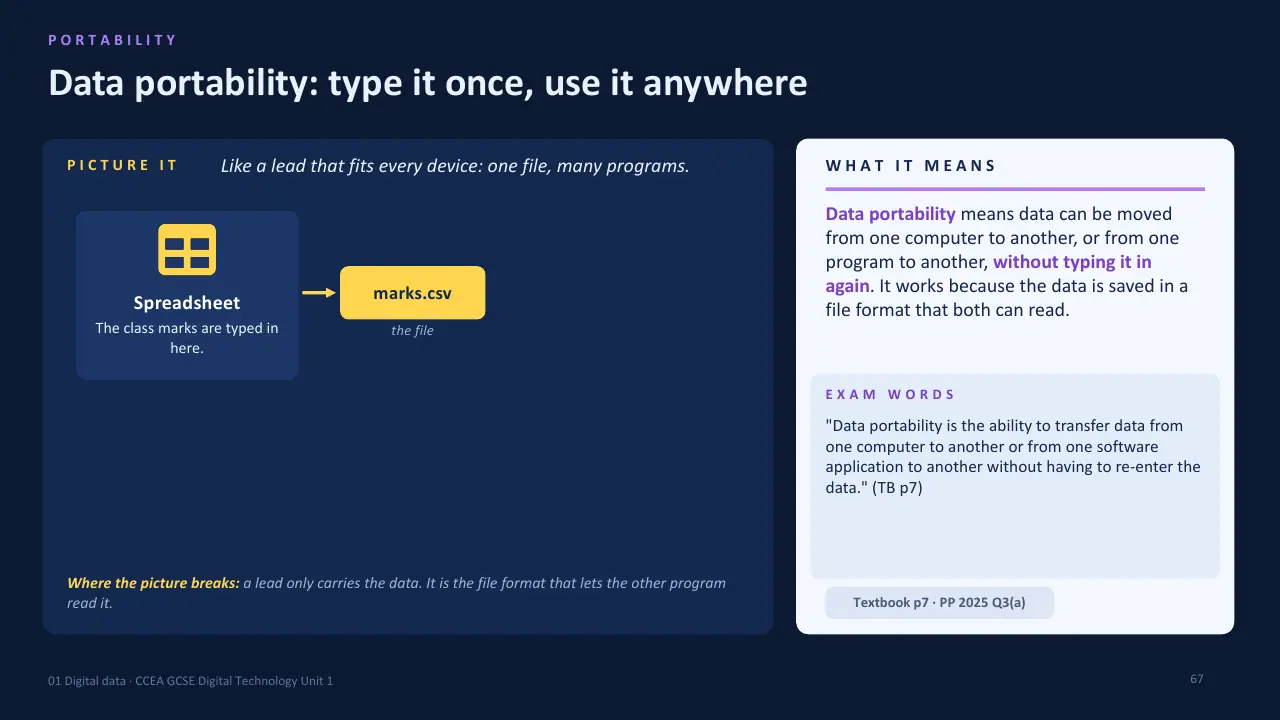 PORTABILITY
Data portability: type it once, use it anywhere
PICTURE IT
Like a lead that fits every device: one file, many programs.
Spreadsheet
The class marks are typed in
here.
marks.csv
the file
Where the picture breaks: a lead only carries the data. It is the file format that lets the other program
read it.
WHAT IT MEANS
Data portability means data can be moved
from one computer to another, or from one
program to another, without typing it in
again. It works because the data is saved in a
file format that both can read.
EXAM WORDS
"Data portability is the ability to transfer data from
one computer to another or from one software
application to another without having to re-enter the
data." (TB p7)
Textbook p7 · PP 2025 Q3(a)
01 Digital data · CCEA GCSE Digital Technology Unit 1
67